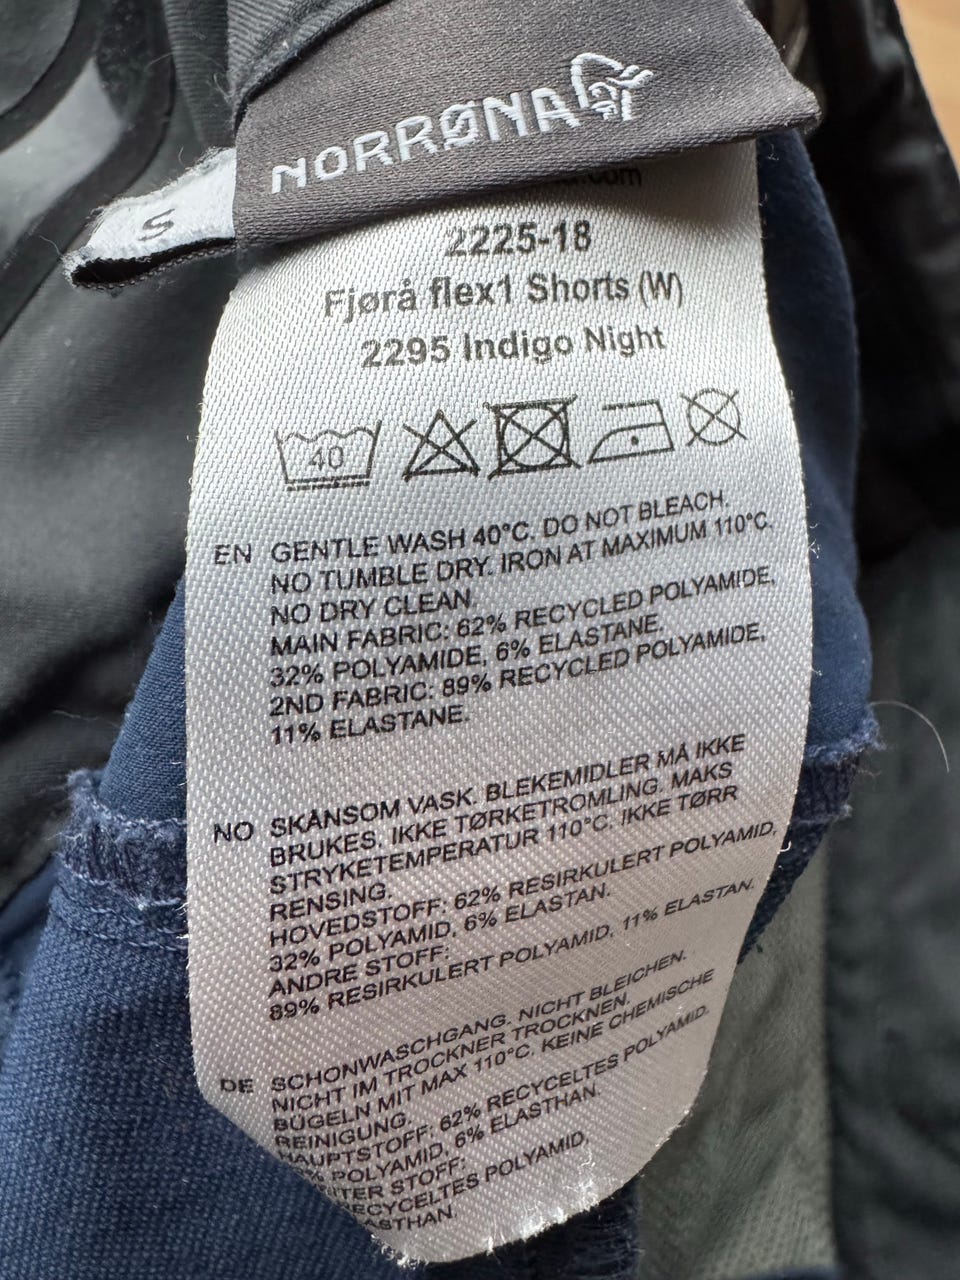 NORRØNA
S
2225-18
Fjørå flex1 Shorts (W)
2295 Indigo Night
40
EN GENTLE WASH 40°C. DO NOT BLEACH.
NO TUMBLE DRY. IRON AT MAXIMUM 110°C.
NO DRY CLEAN.
MAIN FABRIC: 62% RECYCLED POLYAMIDE,
32% POLYAMIDE, 6% ELASTANE.
2ND FABRIC: 89% RECYCLED POLYAMIDE,
11% ELASTANE.
NO SKÅNSOM VASK. BLEKEMIDLER MÅ IKKE
BRUKES. IKKE TØRKETROMLING. MAKS
STRYKETEMPERATUR 110°C. IKKE TØRR
RENSING.
HOVEDSTOFF: 62% RESIRKULERT POLYAMID,
32% POLYAMID, 6% ELASTAN.
ANDRE STOFF:
89% RESIRKULERT POLYAMID, 11% ELASTAN.
DE SCHONWASCHGANG. NICHT BLEICHEN.
NICHT IM TROCKNER TROCKNEN.
BÜGELN MIT MAX 110°C. KEINE CHEMISCHE
REINIGUNG.
HAUPTSTOFF: 62% RECYCELTES POLYAMID.
POLYAMID, 6% ELASTHAN.
STOFF:
RECYCELTES POLYAMID.